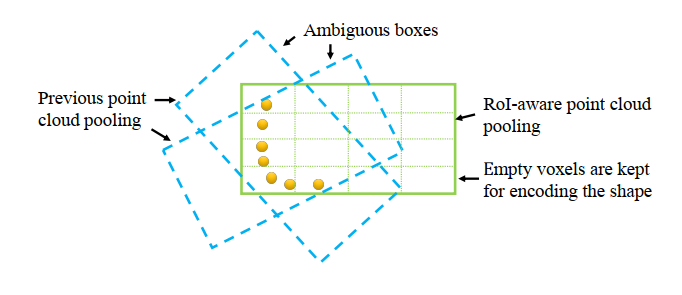 Ambiguous boxes
Previous point
cloud pooling
RoI-aware point cloud
pooling
Empty voxels are kept
for encoding the shape